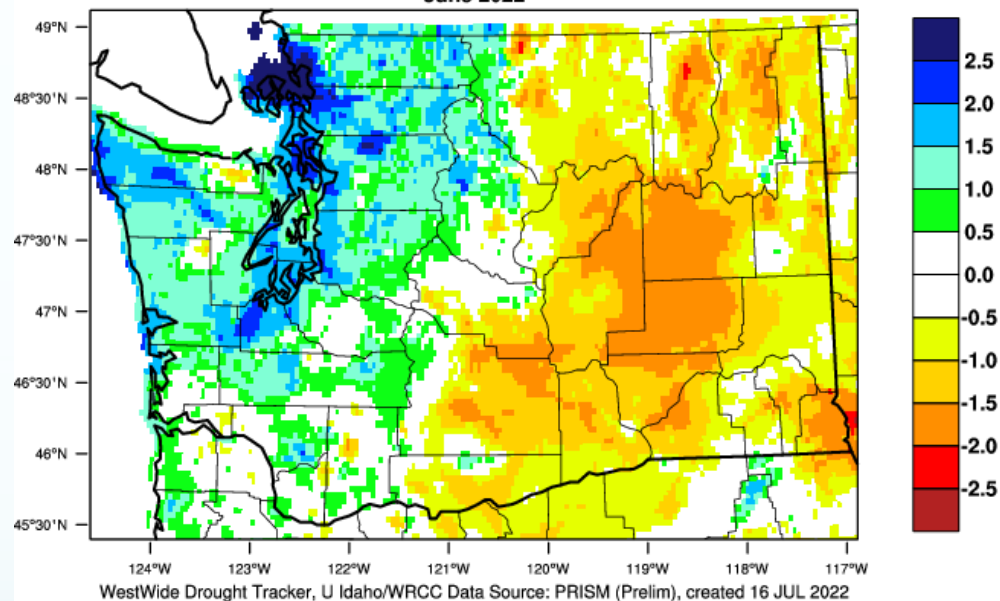 June 2022
49°N
48°30'N
48°N
47°30'N
47°N
46°30'N
46°N
45°30'N
124°W 123°W 122°W 121°W 120°W 119°W 118°W 117°W
2.5
2.0
1.5
1.0
0.5
0.0
-0.5
-1.0
-1.5
-2.0
-2.5
WestWide Drought Tracker, U Idaho/WRCC Data Source: PRISM (Prelim), created 16 JUL 2022